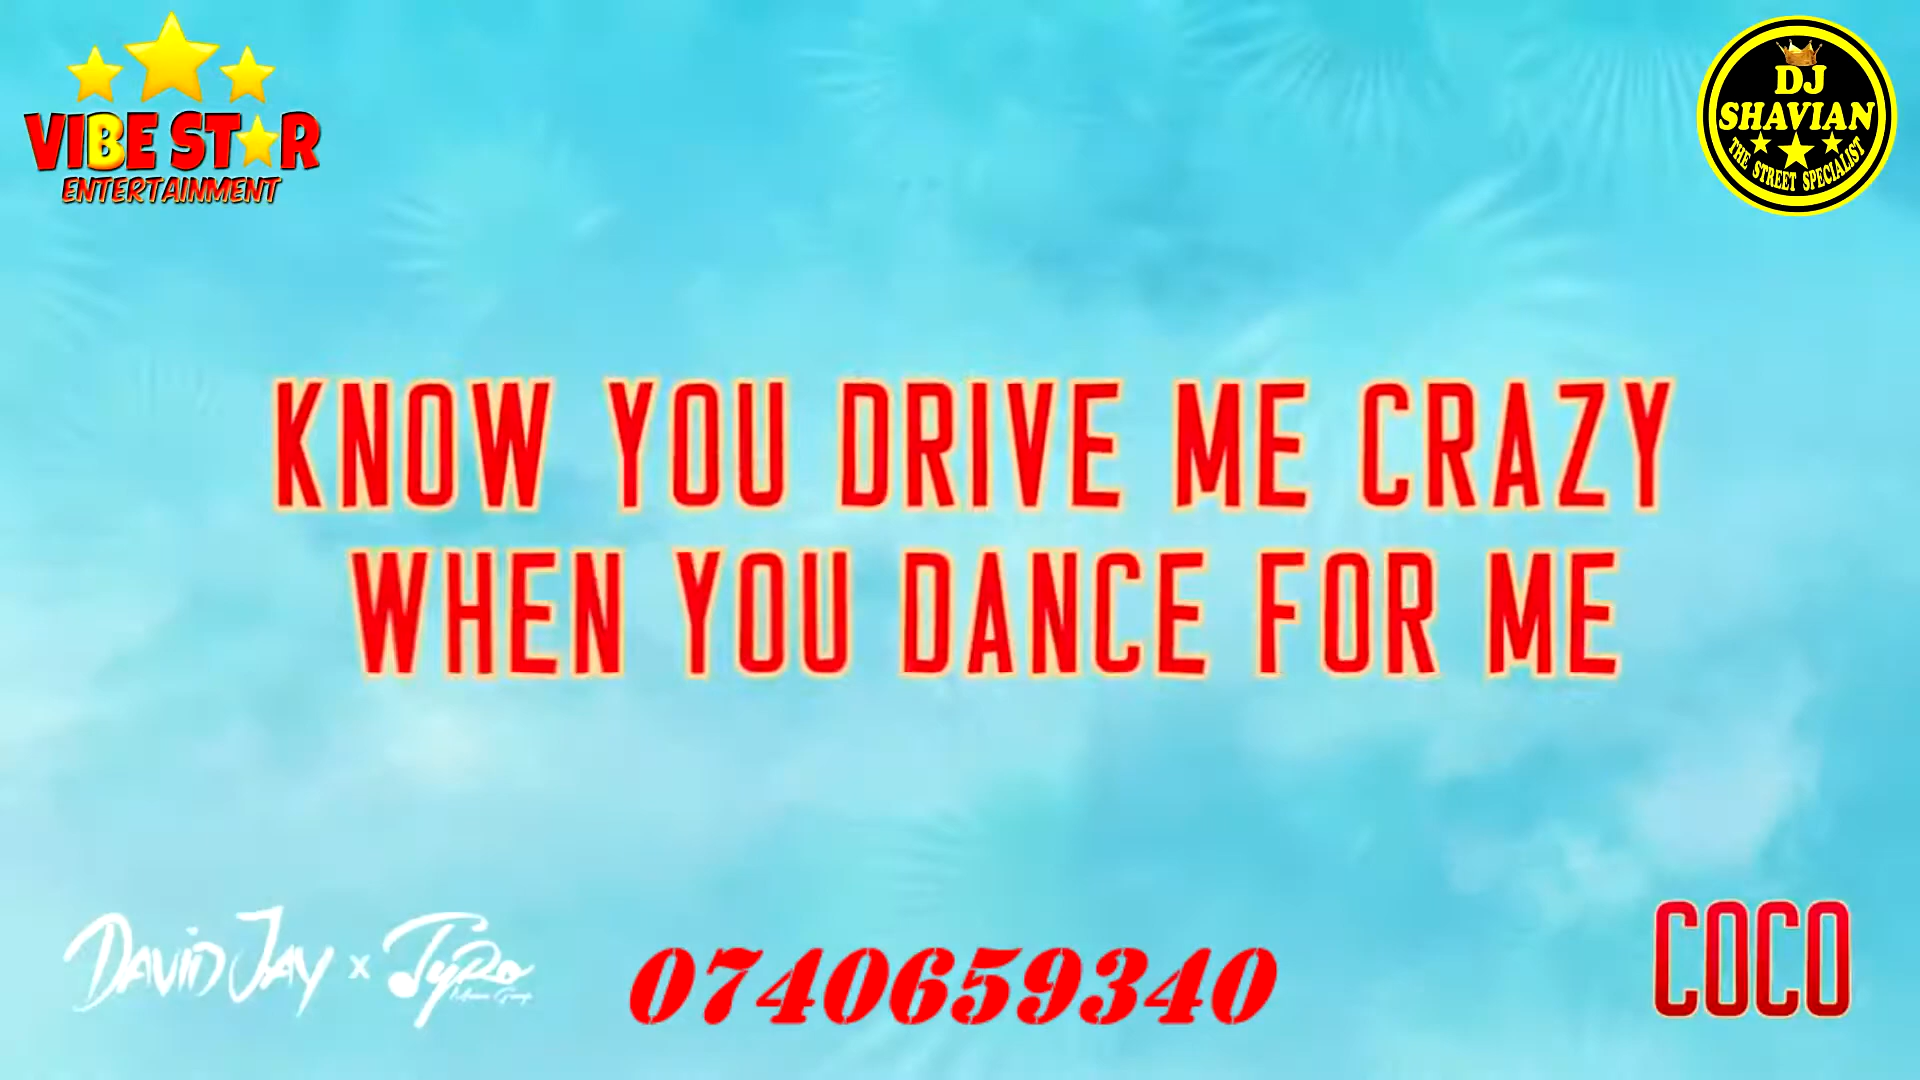 VIBE STAR
ENTERTAINMENT
DJ
SHAVIAN
THE STREET SPECIALIST
KNOW YOU DRIVE ME CRAZY
WHEN YOU DANCE FOR ME
DAVID JAY x TyRo
0740659340
COCO